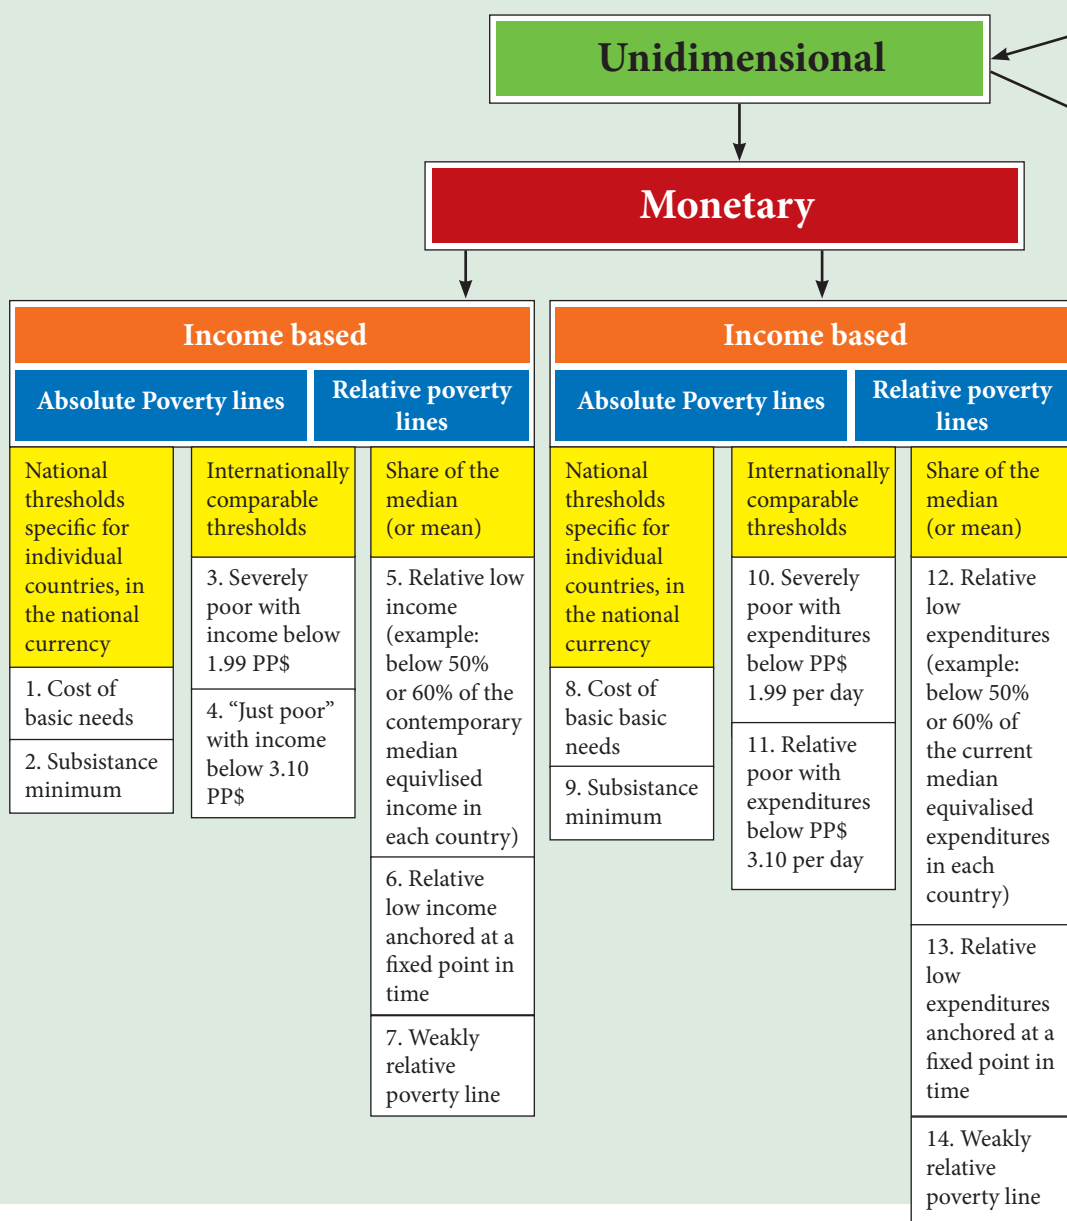 Unidimensional
Monetary
Income based
Absolute Poverty lines
Relative poverty
lines
National
thresholds
specific for
individual
countries, in
the national
currency
1. Cost of
basic needs
2. Subsistance
minimum
Internationally
comparable
thresholds
3. Severely
poor with
income below
1.99 PP$
4. “Just poor”
with income
below 3.10
PP$
Share of the
median
(or mean)
5. Relative low
income
(example:
below 50%
or 60% of the
contemporary
median
equivlised
income in
each country)
6. Relative
low income
anchored at a
fixed point in
time
7. Weakly
relative
poverty line
Income based
Absolute Poverty lines
Relative poverty
lines
National
thresholds
specific for
individual
countries, in
the national
currency
8. Cost of
basic basic
needs
9. Subsistance
minimum
Internationally
comparable
thresholds
10. Severely
poor with
expenditures
below PP$
1.99 per day
11. Relative
poor with
expenditures
below PP$
3.10 per day
Share of the
median
(or mean)
12. Relative
low
expenditures
(example:
below 50%
or 60% of
the current
median
equivalised
expenditures
in each
country)
13. Relative
low
expenditures
anchored at a
fixed point in
time
14. Weakly
relative
poverty line